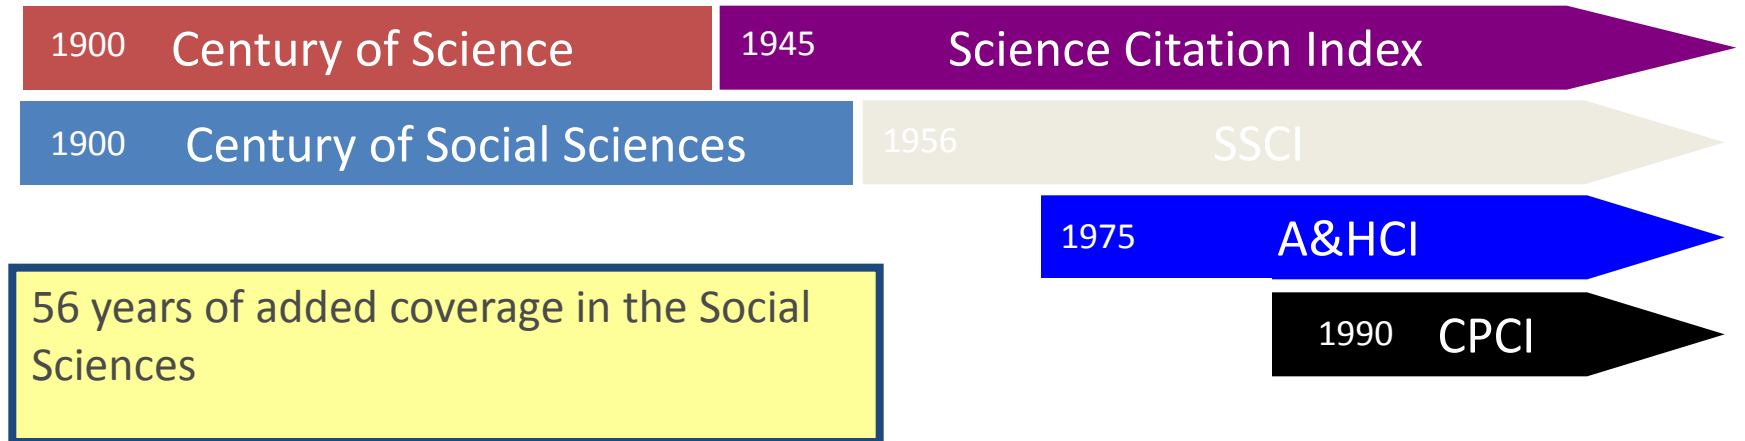 1900 Century of Science 1945 Science Citation Index
1900 Century of Social Sciences 1956 SSCI
1975 A&HCI
1990 CPCI
56 years of added coverage in the Social
Sciences